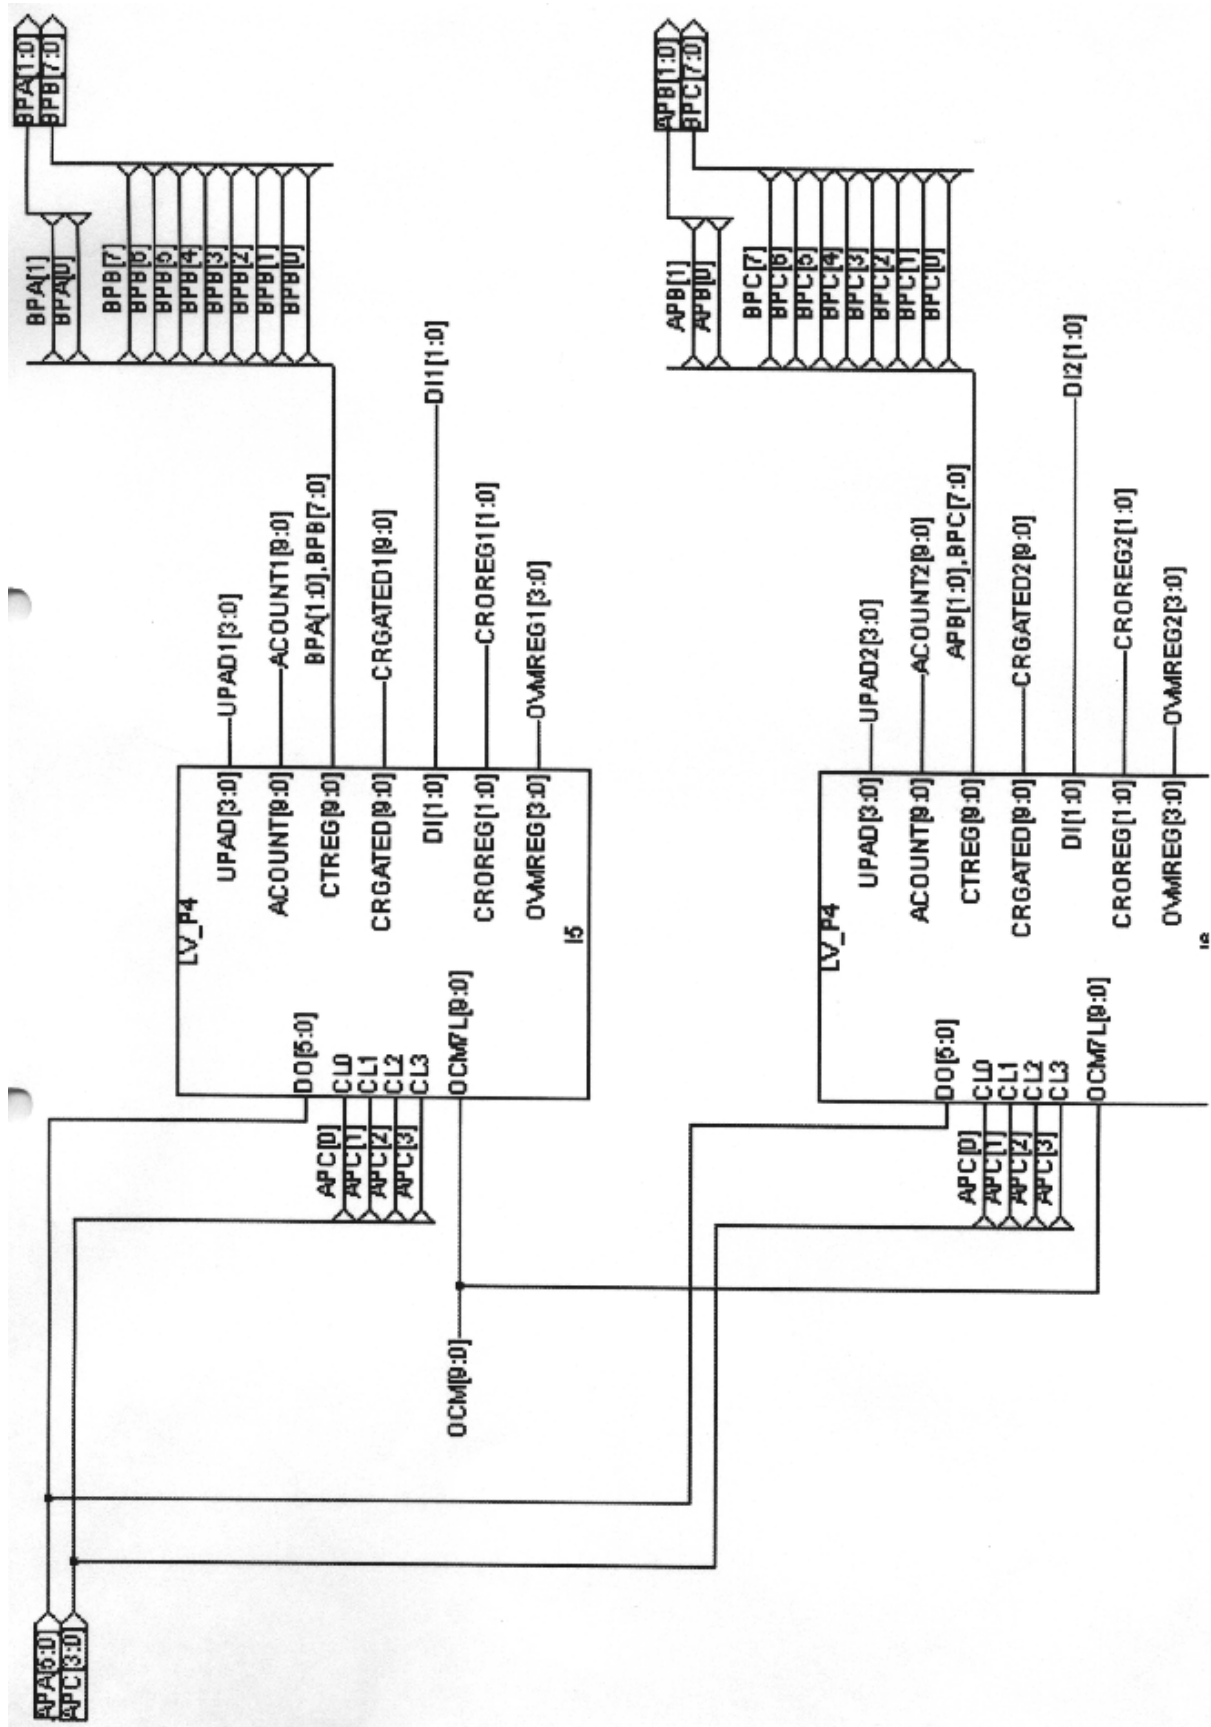 APA[5:0]
APC[3:0]
BPA[1:0]
BPB[7:0]
BPA[1]
BPA[0]
BPB[7]
BPB[6]
BPB[5]
BPB[4]
BPB[3]
BPB[2]
BPB[1]
BPB[0]
LV_P4
UPAD[3:0]
UPAD1[3:0]
ACOUNT[9:0]
ACOUNT1[9:0]
DO[5:0]
CTREG[9:0]
BPA[1:0],BPB[7:0]
APC[0]
CL0
APC[1]
CL1
CRGATED[9:0]
CRGATED1[9:0]
APC[2]
CL2
APC[3]
CL3
DI[1:0]
DI1[1:0]
OCM[9:0]
OCM7L[9:0]
CROREG[1:0]
CROREG1[1:0]
OVMREG[3:0]
OVMREG1[3:0]
I5
APB[1:0]
BPC[7:0]
APB[1]
APB[0]
BPC[7]
BPC[6]
BPC[5]
BPC[4]
BPC[3]
BPC[2]
BPC[1]
BPC[0]
LV_P4
UPAD[3:0]
UPAD2[3:0]
ACOUNT[9:0]
ACOUNT2[9:0]
DO[5:0]
CTREG[9:0]
APB[1:0],BPC[7:0]
APC[0]
CL0
APC[1]
CL1
CRGATED[9:0]
CRGATED2[9:0]
APC[2]
CL2
APC[3]
CL3
DI[1:0]
DI2[1:0]
OCM7L[9:0]
CROREG[1:0]
CROREG2[1:0]
OVMREG[3:0]
OVMREG2[3:0]